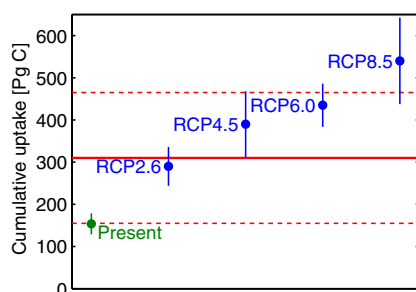 600
500
400
300
200
100
0
Cumulative uptake [Pg C]
RCP8.5
RCP6.0
RCP4.5
RCP2.6
Present